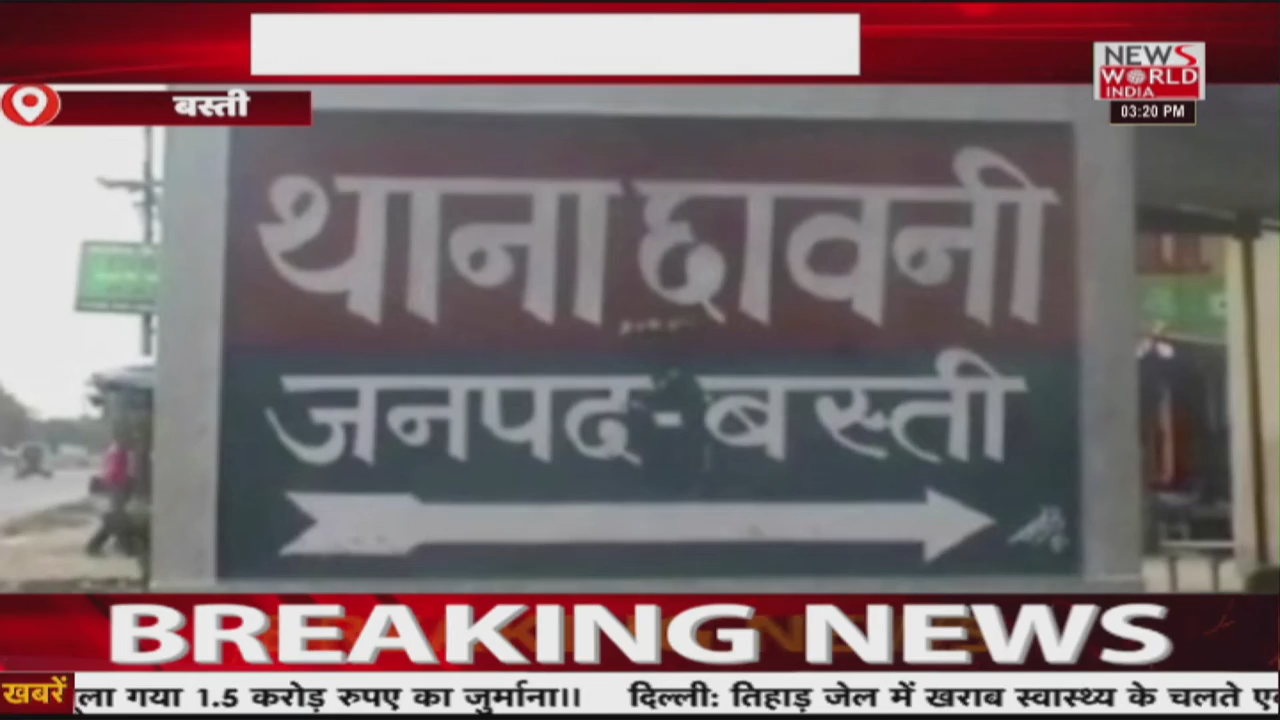 NEWS
WORLD
INDIA
03:20 PM
बस्ती
थाना छावनी
जनपद-बस्ती
BREAKING NEWS
खबरें
ला गया 1.5 करोड़ रुपए का जुर्माना।। दिल्ली: तिहाड़ जेल में खराब स्वास्थ्य के चलते